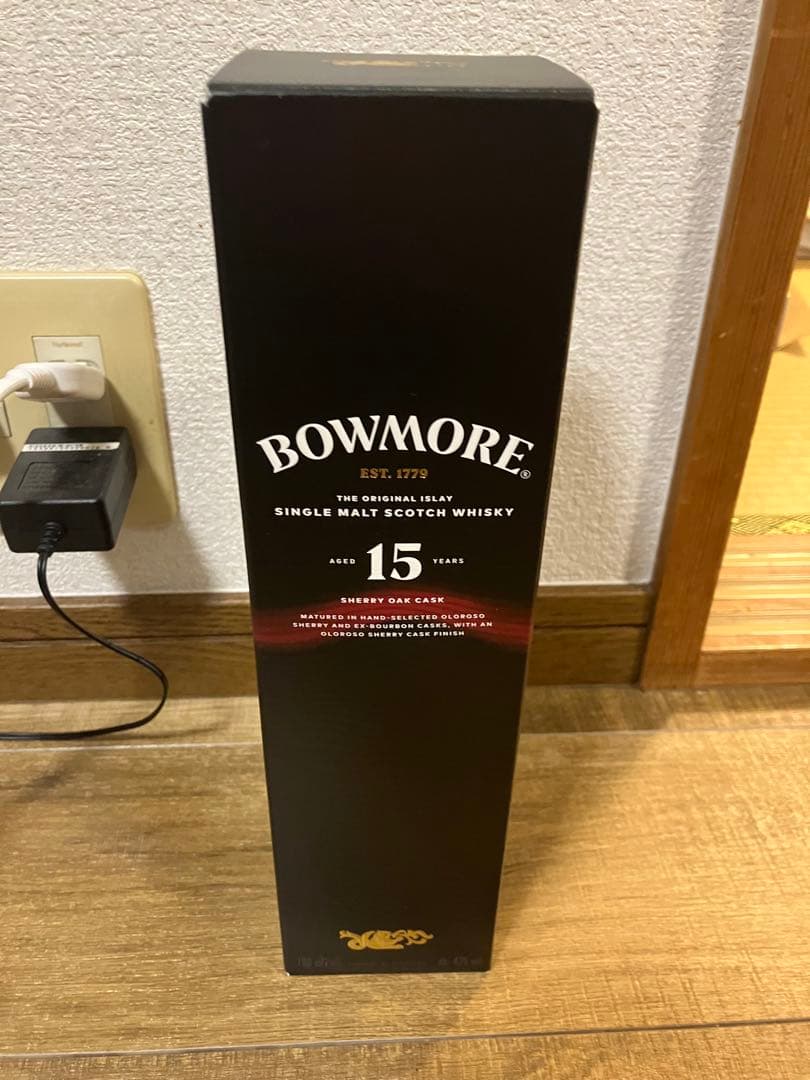 National
BOWMORE®
EST. 1779
THE ORIGINAL ISLAY
SINGLE MALT SCOTCH WHISKY
AGED 15 YEARS
SHERRY OAK CASK
MATURED IN HAND-SELECTED OLOROSO
SHERRY AND EX-BOURBON CASKS, WITH AN
OLOROSO SHERRY CASK FINISH